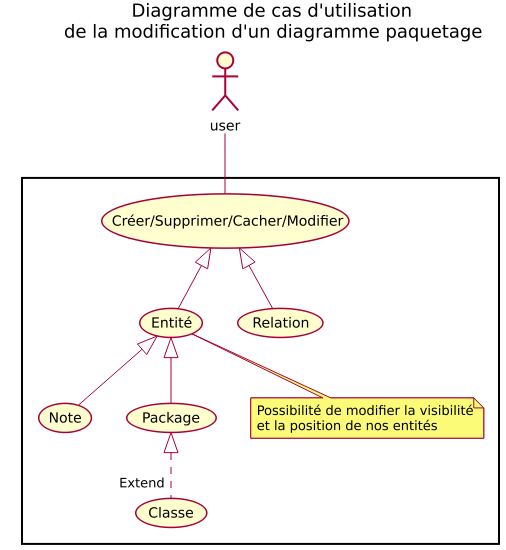 Diagramme de cas d'utilisation
de la modification d'un diagramme paquetage
user
Créer/Supprimer/Cacher/Modifier
Entité
Relation
Note
Package
Possibilité de modifier la visibilité
et la position de nos entités
Extend
Classe